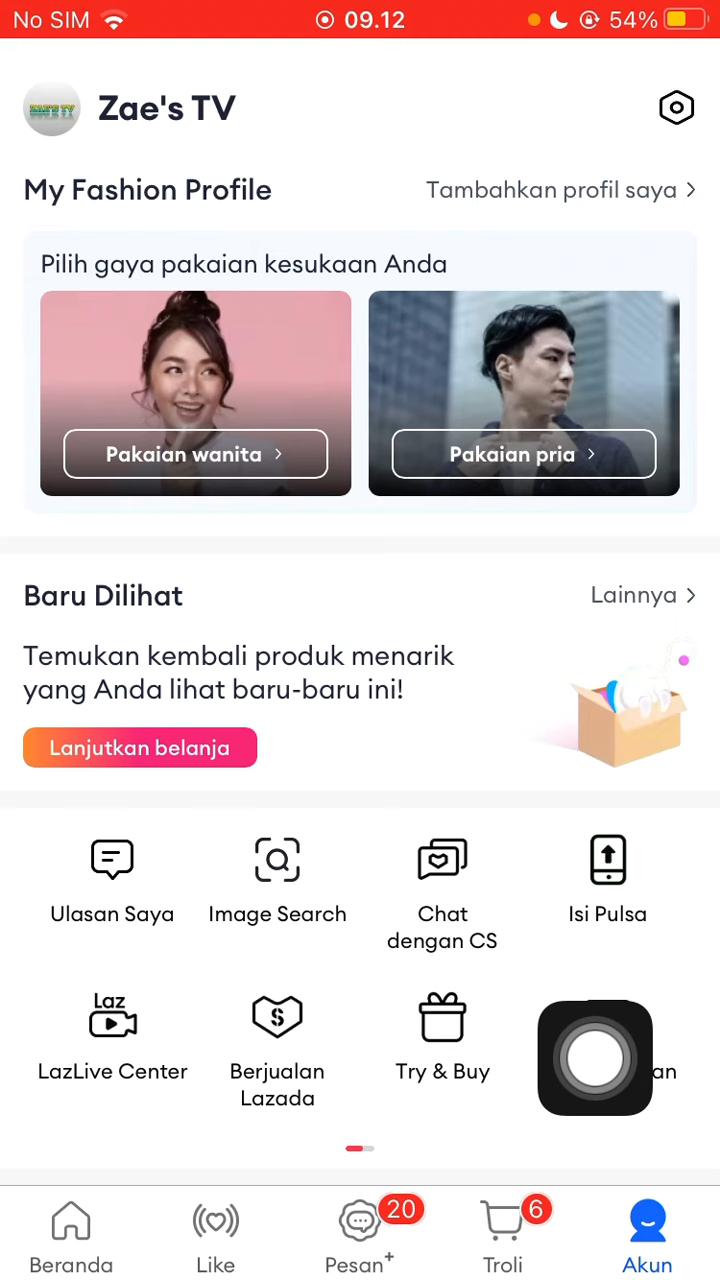 No SIM 09.12 54%
ZAE'S TV
Zae's TV
My Fashion Profile
Tambahkan profil saya
Pilih gaya pakaian kesukaan Anda
Pakaian wanita
Pakaian pria
Baru Dilihat
Lainnya
Temukan kembali produk menarik
yang Anda lihat baru-baru ini!
Lanjutkan belanja
Ulasan Saya
Image Search
Chat
dengan CS
Isi Pulsa
Laz
LazLive Center
Berjualan
Lazada
Try & Buy
20
6
Beranda
Like
Pesan+
Troli
Akun